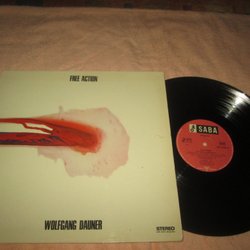 FREE ACTION
WOLFGANG DAUNER
STEREO
SABA